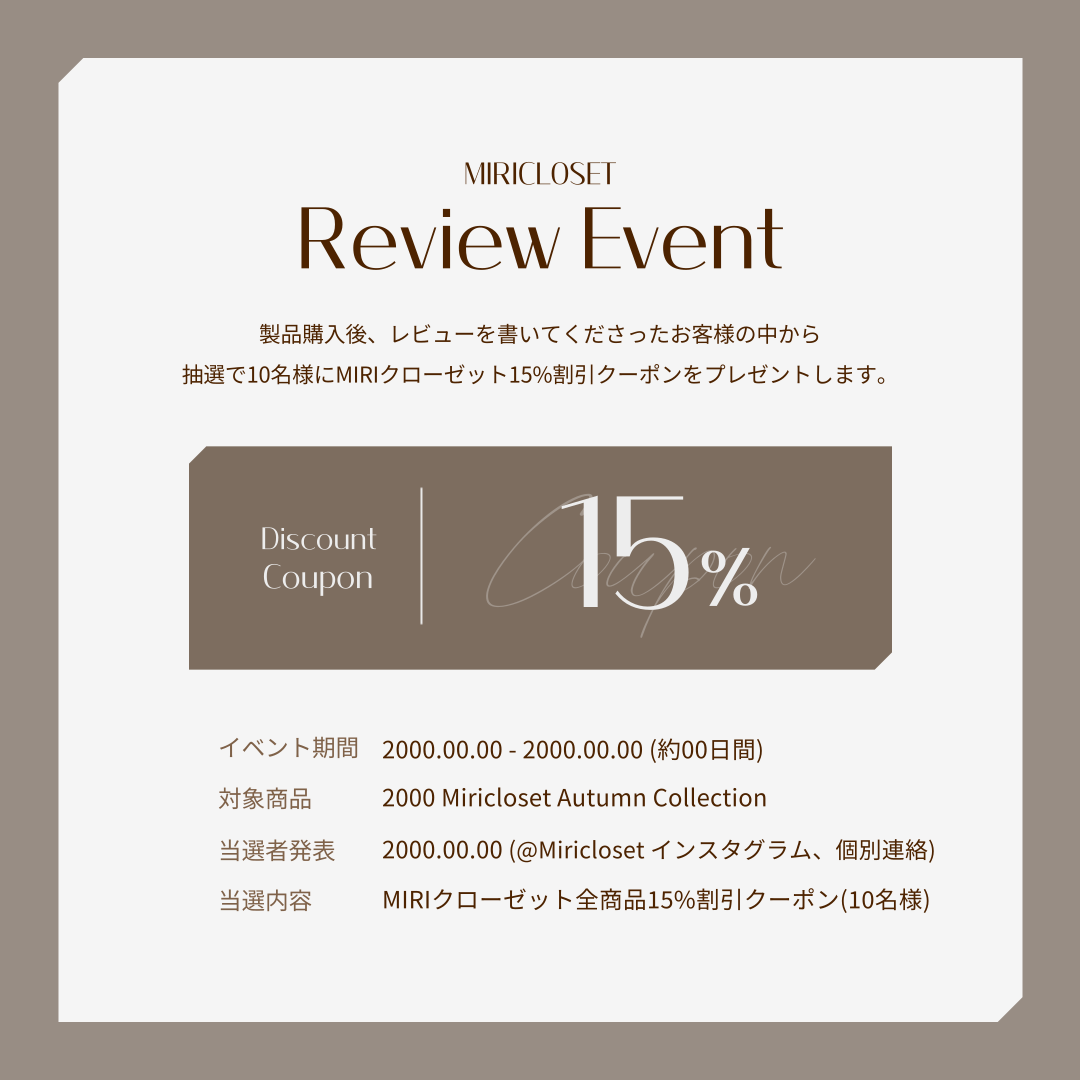 MIRICLOSET
Review Event
製品購入後、レビューを書いてくださったお客様の中から
抽選で10名様にMIRIクローゼット15%割引クーポンをプレゼントします。
Discount
Coupon
Coupon
15%
イベント期間 2000.00.00 - 2000.00.00 (約00日間)
対象商品 2000 Miricloset Autumn Collection
当選者発表 2000.00.00 (@Miricloset インスタグラム、個別連絡)
当選内容 MIRIクローゼット全商品15%割引クーポン(10名様)